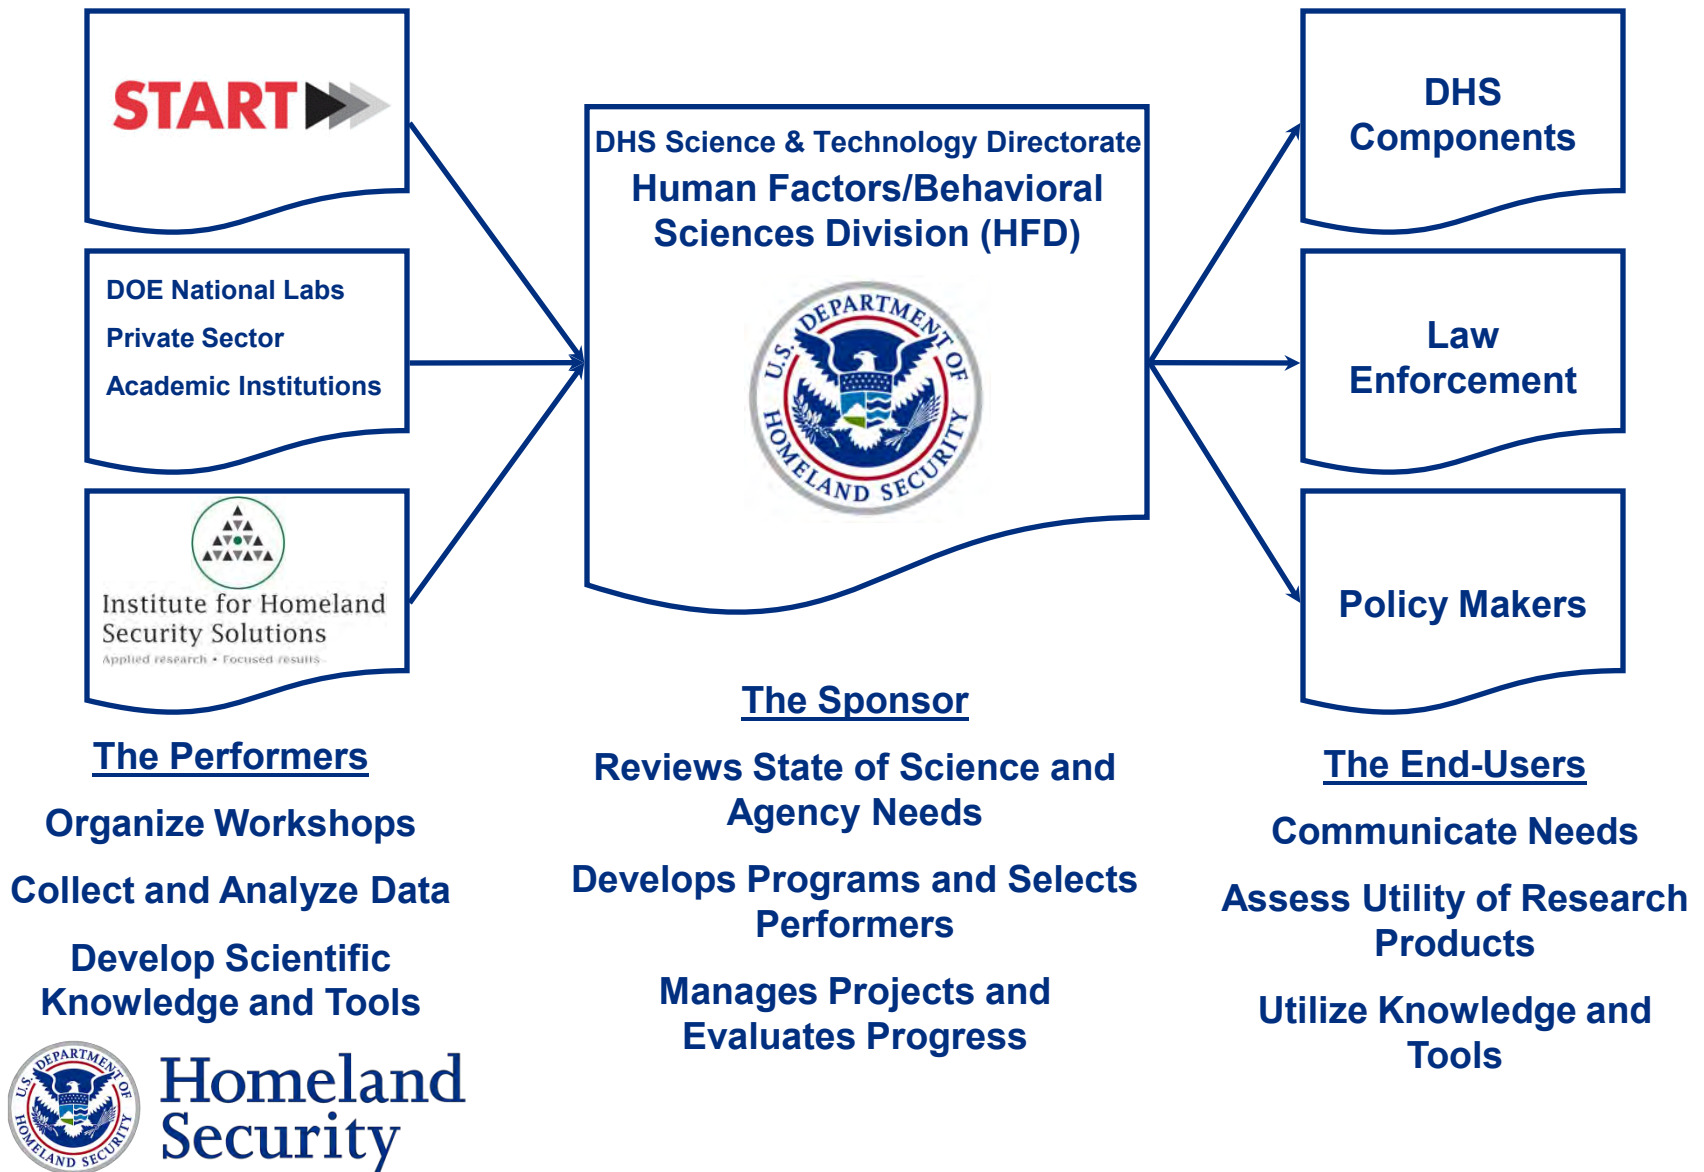 START
DOE National Labs
Private Sector
Academic Institutions
Institute for Homeland
Security Solutions
Applied research • Focused results
The Performers
Organize Workshops
Collect and Analyze Data
Develop Scientific
Knowledge and Tools
DHS Science & Technology Directorate
Human Factors/Behavioral
Sciences Division (HFD)
U.S. DEPARTMENT OF
HOMELAND SECURITY
The Sponsor
Reviews State of Science and
Agency Needs
Develops Programs and Selects
Performers
Manages Projects and
Evaluates Progress
DHS
Components
Law
Enforcement
Policy Makers
The End-Users
Communicate Needs
Assess Utility of Research
Products
Utilize Knowledge and
Tools
U.S. DEPARTMENT OF
HOMELAND SECURITY
Homeland
Security